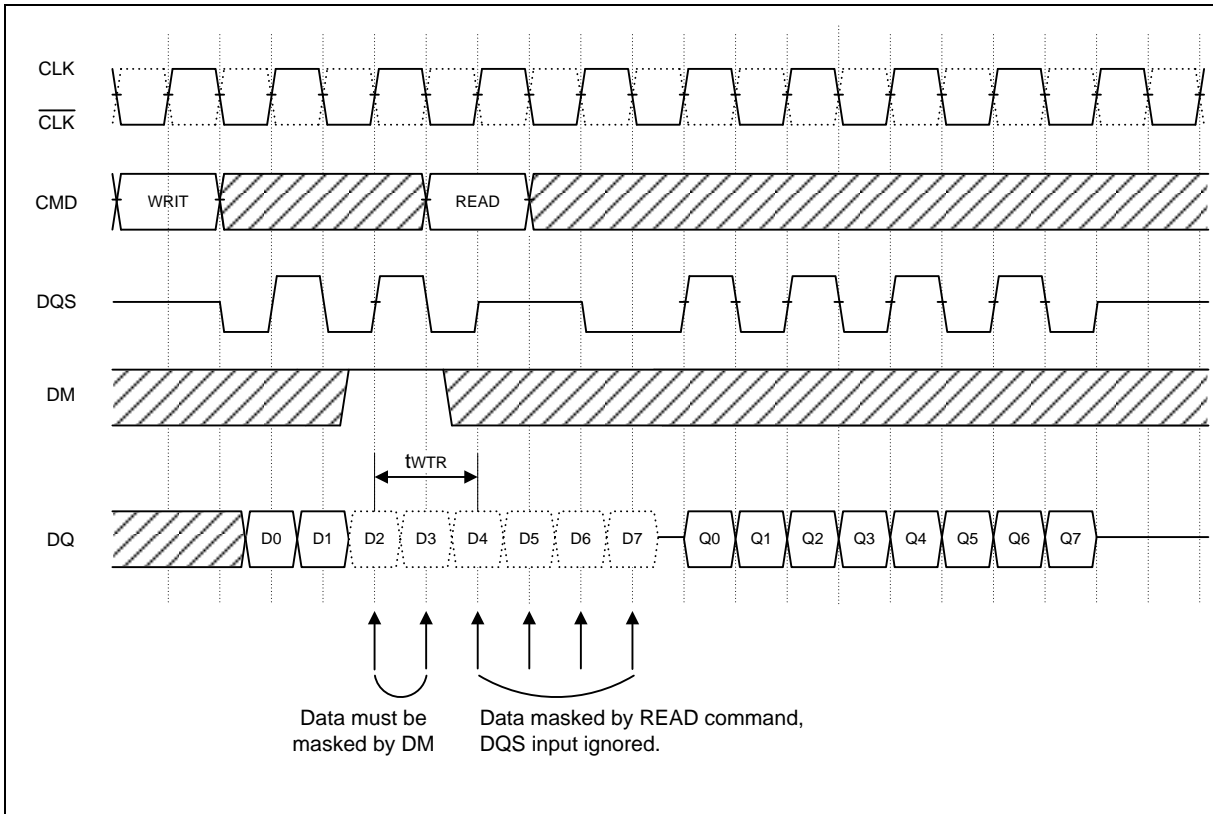 CLK
CLK
CMD WRIT READ
DQS
DM
tWTR
DQ D0 D1 D2 D3 D4 D5 D6 D7 Q0 Q1 Q2 Q3 Q4 Q5 Q6 Q7
Data must be
masked by DM
Data masked by READ command,
DQS input ignored.